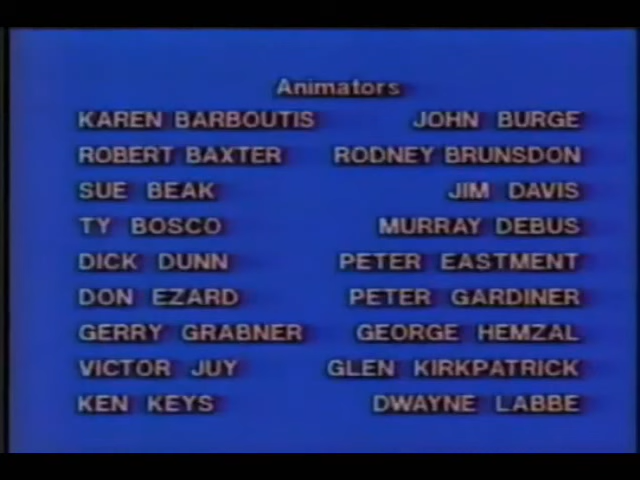 Animators
KAREN BARBOUTIS JOHN BURGE
ROBERT BAXTER RODNEY BRUNSDON
SUE BEAK JIM DAVIS
TY BOSCO MURRAY DEBUS
DICK DUNN PETER EASTMENT
DON EZARD PETER GARDINER
GERRY GRABNER GEORGE HEMZAL
VICTOR JUY GLEN KIRKPATRICK
KEN KEYS DWAYNE LABBE